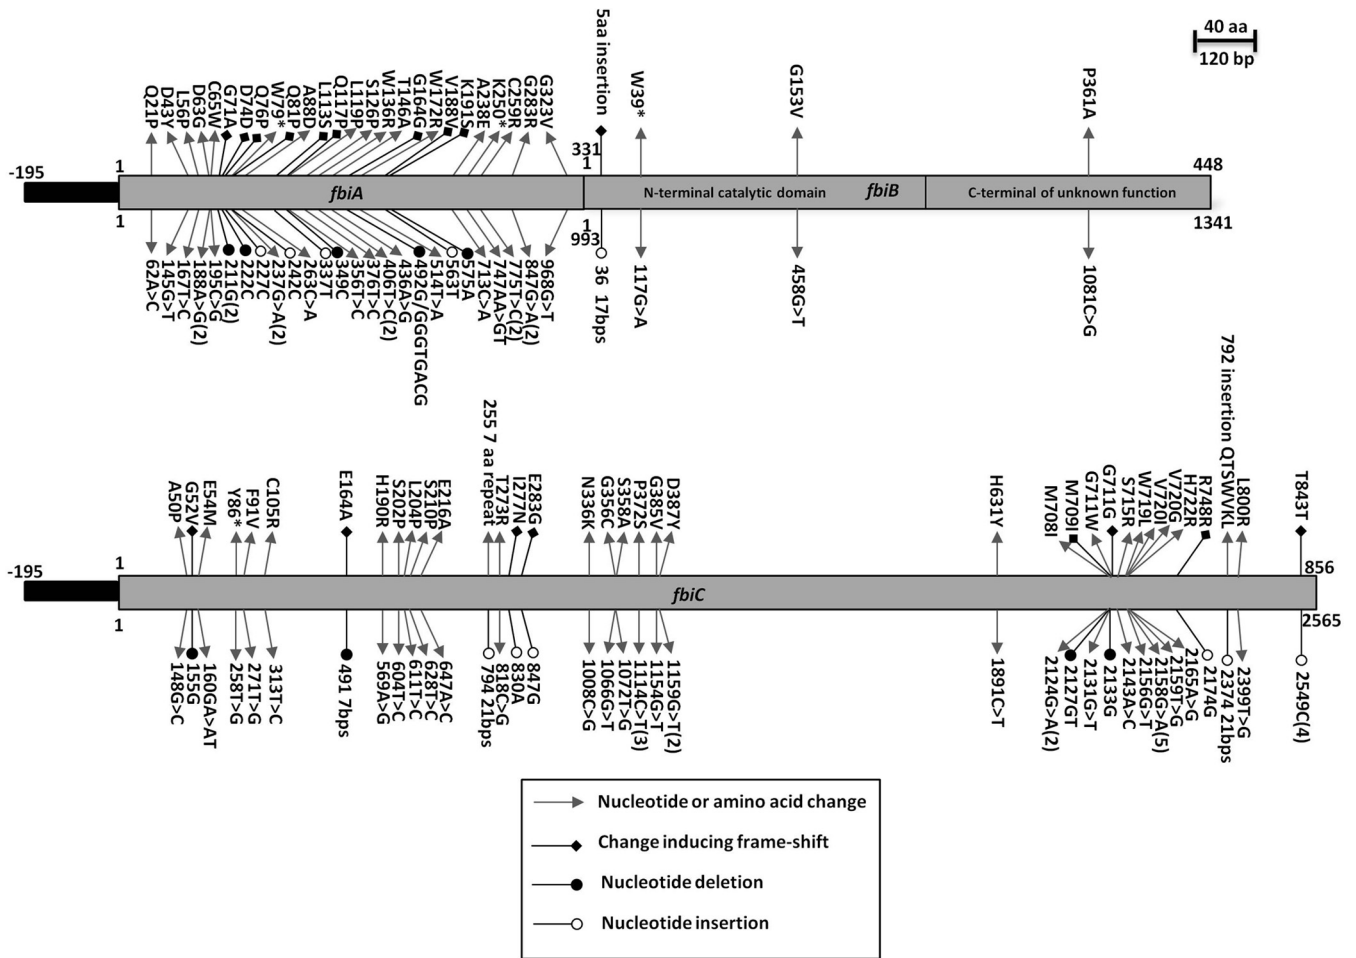 40 aa
120 bp
Q21P
D43Y
L56P
D63G
C65W
G71A
D74D
Q76P
W79*
Q81P
A88D
L113S
Q117P
L119P
S126P
W136R
T146A
G164G
W172R
V188V
K191S
A238E
K250*
C259R
G283R
G323V
5aa insertion
W39*
G153V
P361A
-195
1
331
1
448
fbiA
N-terminal catalytic domain
fbiB
C-terminal of unknown function
1
1
993
1341
62A>C
145G>T
167T>C
188A>G(2)
195C>G
211G(2)
222C
227C
237G>A(2)
242C
263C>A
337T
349C
356T>C
376T>C
406T>C(2)
436A>G
492G/GGGTGACG
514T>A
563T
575A
713C>A
747AA>GT
775T>C(2)
847G>A(2)
968G>T
36 17bps
117G>A
458G>T
1081C>G
A50P
G52V
E54M
Y86*
F91V
C105R
E164A
H190R
S202P
L204P
S210P
E216A
255 7 aa repeat
T273R
I277N
E283G
N336K
G356C
S358A
P372S
G385V
D387Y
H631Y
M708I
M709I
G711W
G711G
S715R
W719L
V720I
V720G
H722R
R748R
792 insertion QTSWVKL
L800R
T843T
-195
1
856
fbiC
1
2565
148G>C
155G
160GA>AT
258T>G
271T>G
313T>C
491 7bps
569A>G
604T>C
611T>C
628T>C
647A>C
794 21bps
818C>G
830A
847G
1008C>G
1066G>T
1072T>G
1114C>T(3)
1154G>T
1159G>T(2)
1891C>T
2124G>A(2)
2127GT
2131G>T
2133G
2143A>C
2156G>T
2158G>A(5)
2159T>G
2165A>G
2174G
2374 21bps
2399T>G
2549C(4)
Nucleotide or amino acid change
Change inducing frame-shift
Nucleotide deletion
Nucleotide insertion